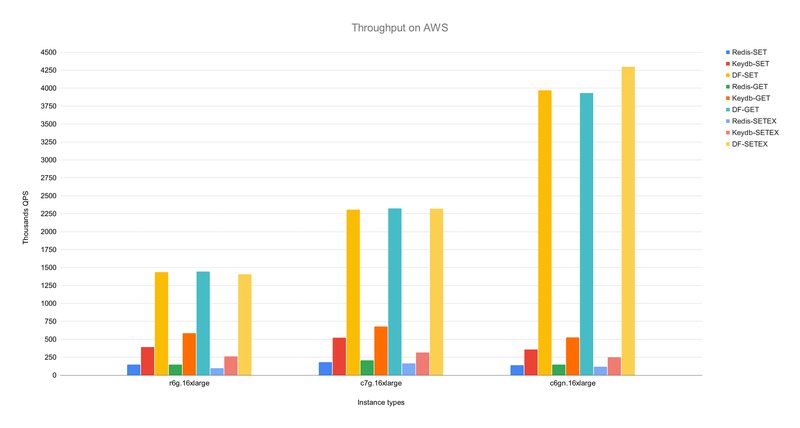 Throughput on AWS
Thousands QPS
4500
4250
4000
3750
3500
3250
3000
2750
2500
2250
2000
1750
1500
1250
1000
750
500
250
0
r6g.16xlarge
c7g.16xlarge
c6gn.16xlarge
Instance types
Redis-SET
Keydb-SET
DF-SET
Redis-GET
Keydb-GET
DF-GET
Redis-SETEX
Keydb-SETEX
DF-SETEX